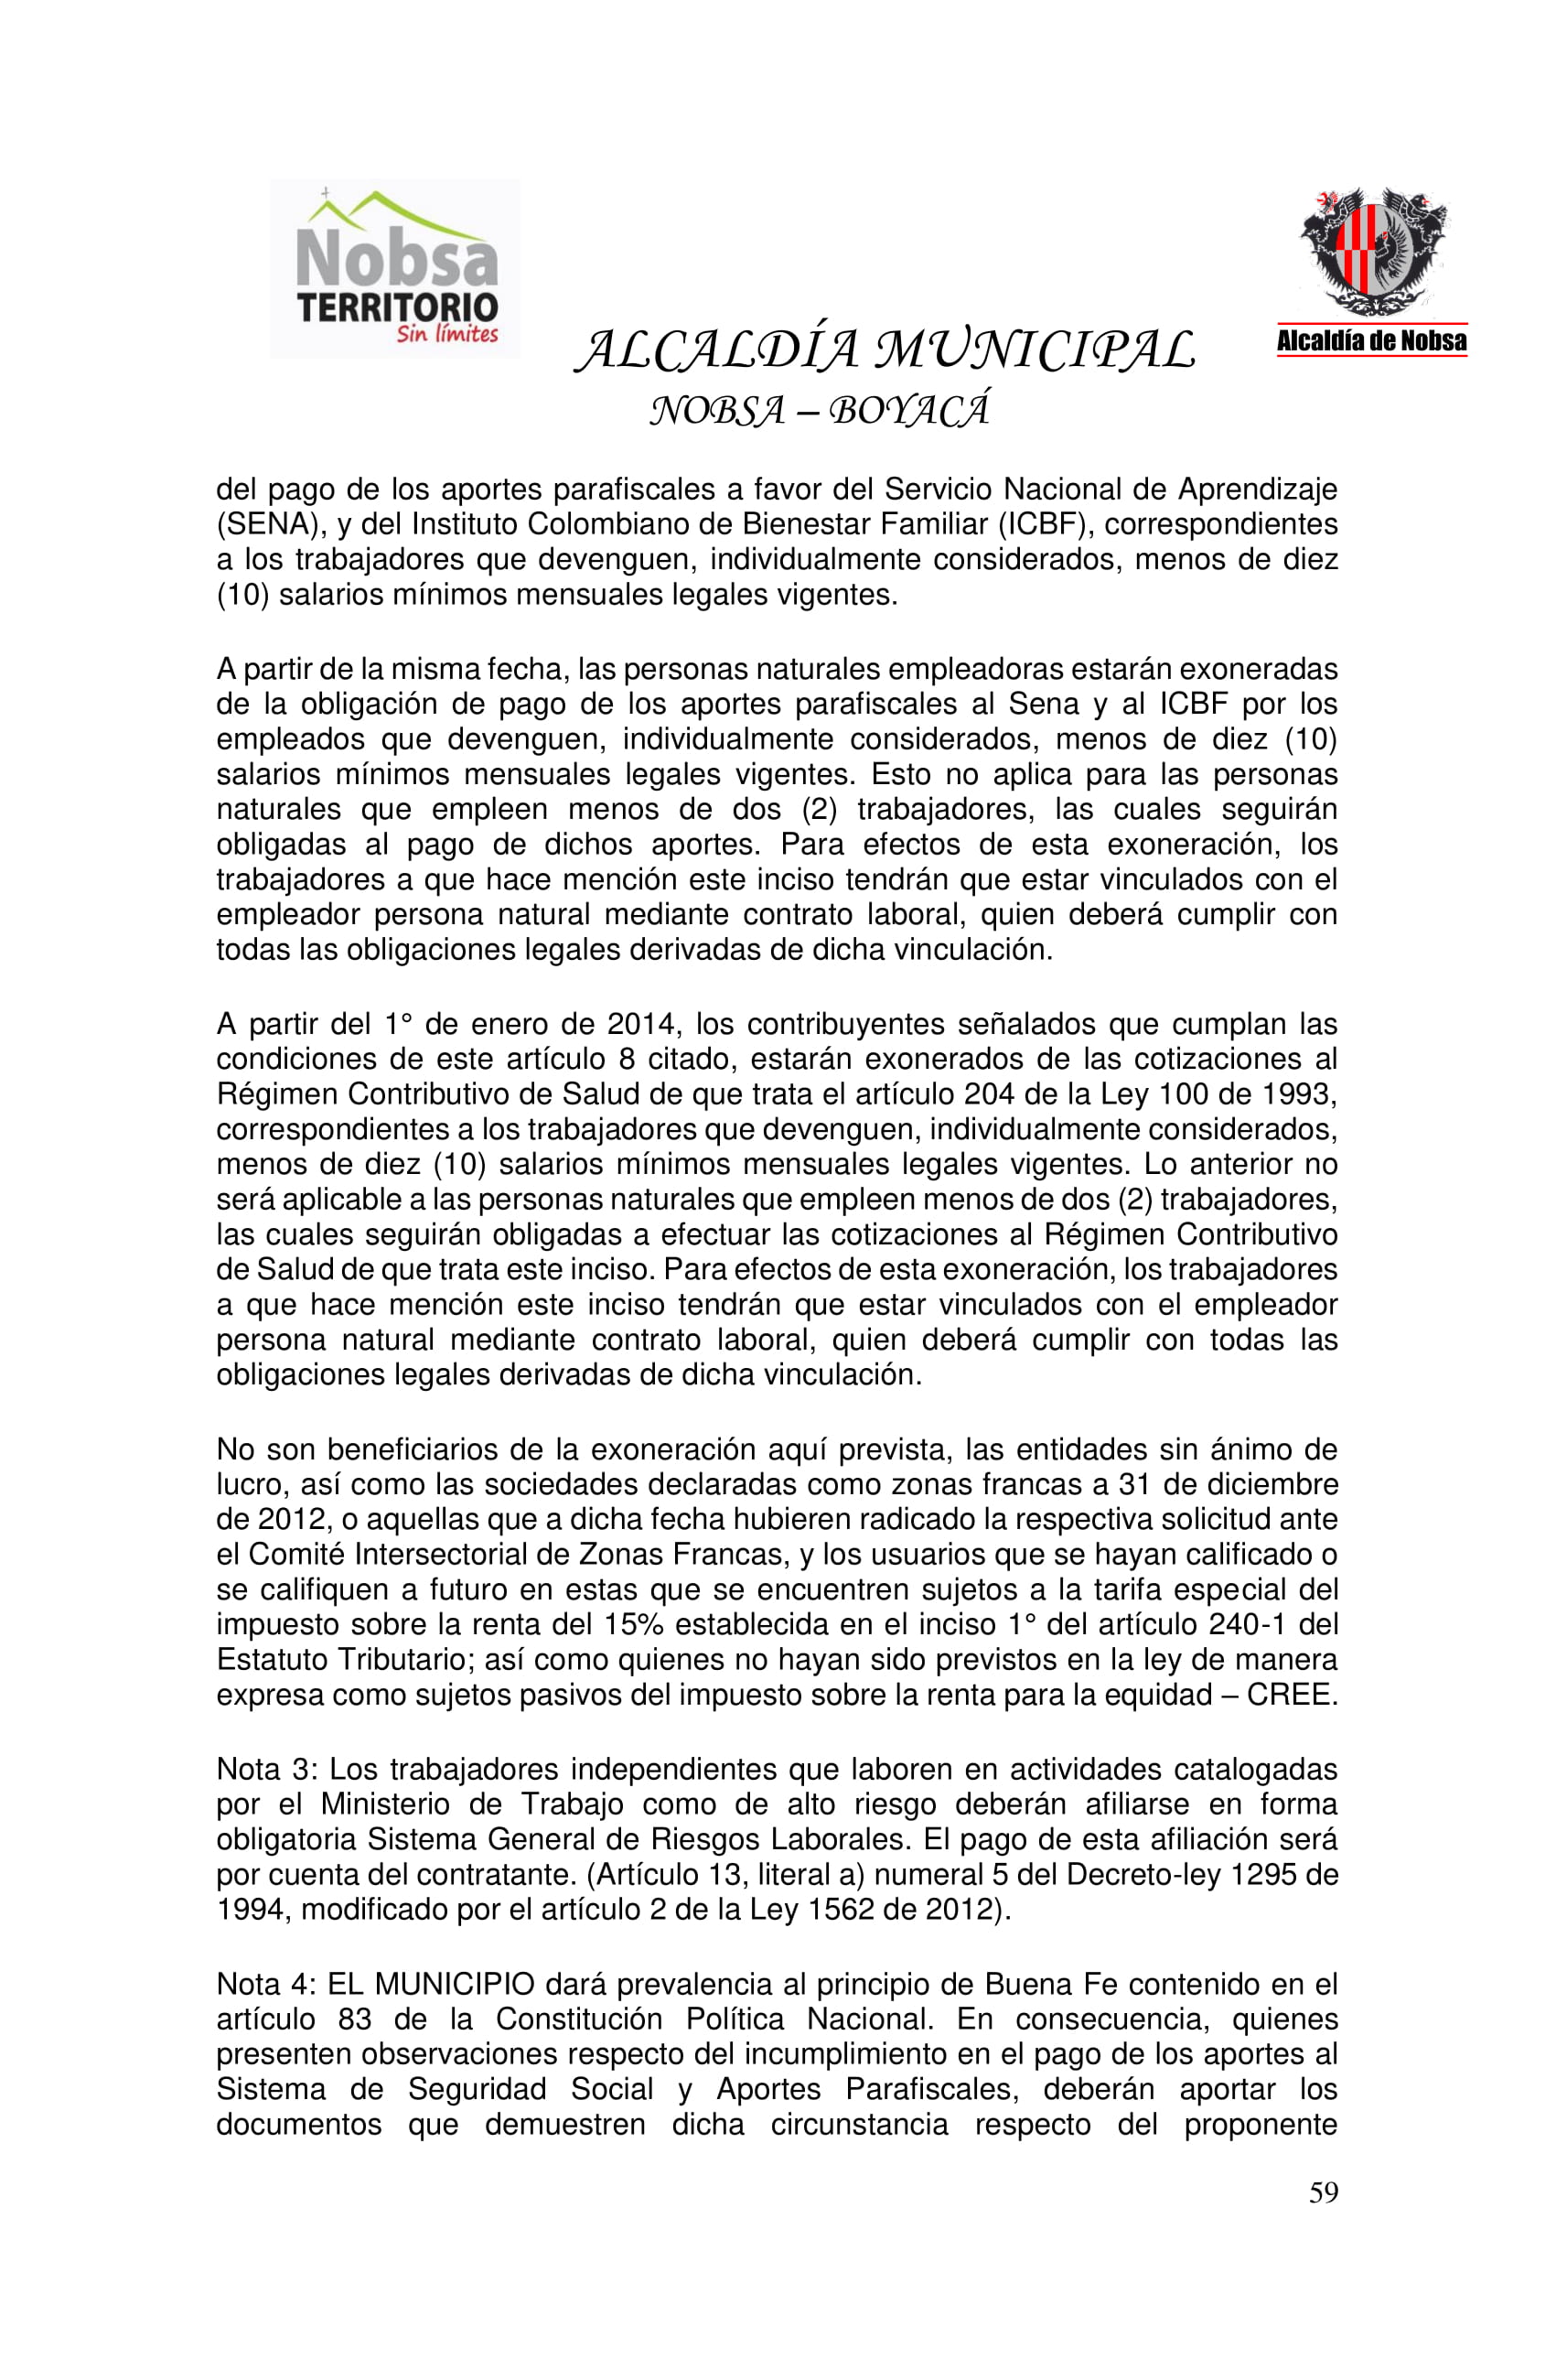 Nobsa
TERRITORIO
Sin límites
Alcaldía de Nobsa
ALCALDÍA MUNICIPAL
NOBSA – BOYACÁ
del pago de los aportes parafiscales a favor del Servicio Nacional de Aprendizaje
(SENA), y del Instituto Colombiano de Bienestar Familiar (ICBF), correspondientes
a los trabajadores que devenguen, individualmente considerados, menos de diez
(10) salarios mínimos mensuales legales vigentes.
A partir de la misma fecha, las personas naturales empleadoras estarán exoneradas
de la obligación de pago de los aportes parafiscales al Sena y al ICBF por los
empleados que devenguen, individualmente considerados, menos de diez (10)
salarios mínimos mensuales legales vigentes. Esto no aplica para las personas
naturales que empleen menos de dos (2) trabajadores, las cuales seguirán
obligadas al pago de dichos aportes. Para efectos de esta exoneración, los
trabajadores a que hace mención este inciso tendrán que estar vinculados con el
empleador persona natural mediante contrato laboral, quien deberá cumplir con
todas las obligaciones legales derivadas de dicha vinculación.
A partir del 1° de enero de 2014, los contribuyentes señalados que cumplan las
condiciones de este artículo 8 citado, estarán exonerados de las cotizaciones al
Régimen Contributivo de Salud de que trata el artículo 204 de la Ley 100 de 1993,
correspondientes a los trabajadores que devenguen, individualmente considerados,
menos de diez (10) salarios mínimos mensuales legales vigentes. Lo anterior no
será aplicable a las personas naturales que empleen menos de dos (2) trabajadores,
las cuales seguirán obligadas a efectuar las cotizaciones al Régimen Contributivo
de Salud de que trata este inciso. Para efectos de esta exoneración, los trabajadores
a que hace mención este inciso tendrán que estar vinculados con el empleador
persona natural mediante contrato laboral, quien deberá cumplir con todas las
obligaciones legales derivadas de dicha vinculación.
No son beneficiarios de la exoneración aquí prevista, las entidades sin ánimo de
lucro, así como las sociedades declaradas como zonas francas a 31 de diciembre
de 2012, o aquellas que a dicha fecha hubieren radicado la respectiva solicitud ante
el Comité Intersectorial de Zonas Francas, y los usuarios que se hayan calificado o
se califiquen a futuro en estas que se encuentren sujetos a la tarifa especial del
impuesto sobre la renta del 15% establecida en el inciso 1° del artículo 240-1 del
Estatuto Tributario; así como quienes no hayan sido previstos en la ley de manera
expresa como sujetos pasivos del impuesto sobre la renta para la equidad – CREE.
Nota 3: Los trabajadores independientes que laboren en actividades catalogadas
por el Ministerio de Trabajo como de alto riesgo deberán afiliarse en forma
obligatoria Sistema General de Riesgos Laborales. El pago de esta afiliación será
por cuenta del contratante. (Artículo 13, literal a) numeral 5 del Decreto-ley 1295 de
1994, modificado por el artículo 2 de la Ley 1562 de 2012).
Nota 4: EL MUNICIPIO dará prevalencia al principio de Buena Fe contenido en el
artículo 83 de la Constitución Política Nacional. En consecuencia, quienes
presenten observaciones respecto del incumplimiento en el pago de los aportes al
Sistema de Seguridad Social y Aportes Parafiscales, deberán aportar los
documentos que demuestren dicha circunstancia respecto del proponente
59